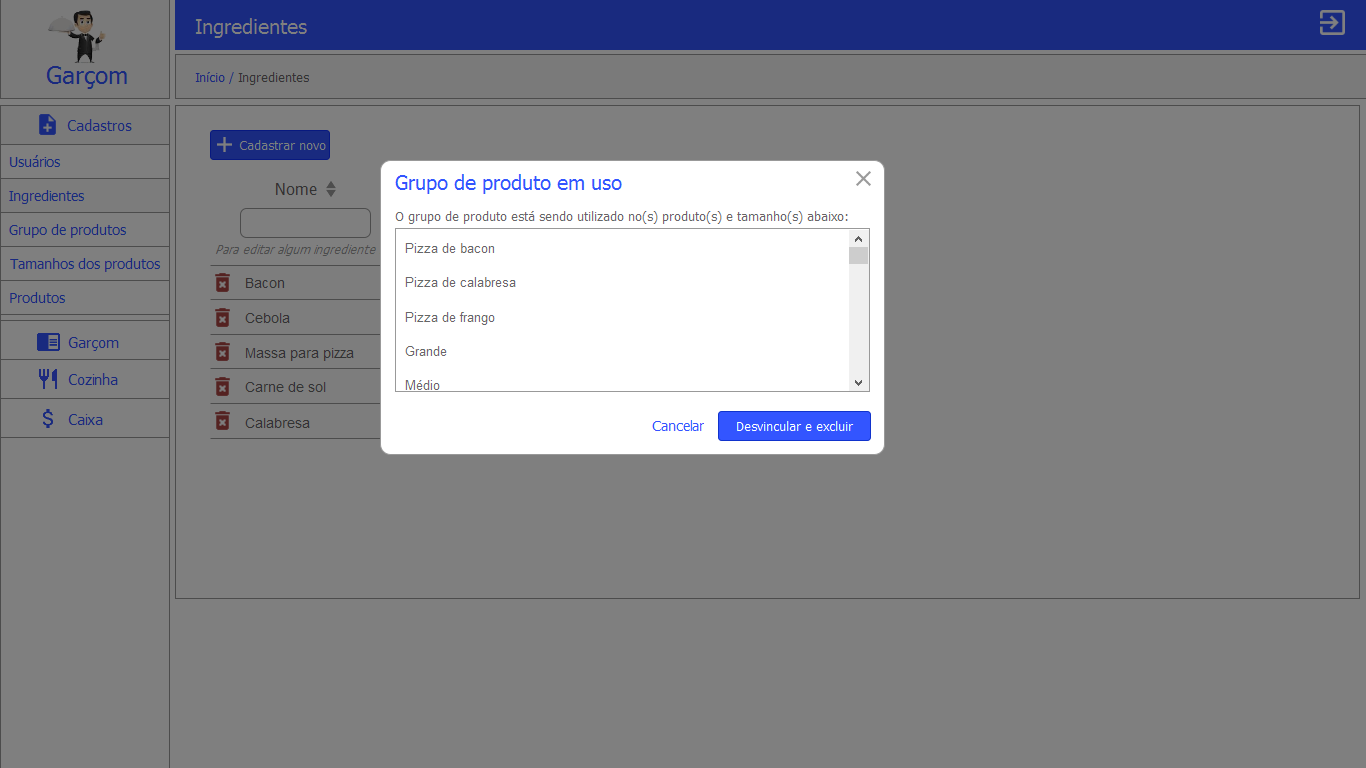 Garçom
Ingredientes
Início / Ingredientes
Cadastros
Usuários
Ingredientes
Grupo de produtos
Tamanhos dos produtos
Produtos
Garçom
Cozinha
Caixa
Cadastrar novo
Nome
Para editar algum ingrediente
Bacon
Cebola
Massa para pizza
Carne de sol
Calabresa
Grupo de produto em uso
O grupo de produto está sendo utilizado no(s) produto(s) e tamanho(s) abaixo:
Pizza de bacon
Pizza de calabresa
Pizza de frango
Grande
Médio
Cancelar
Desvincular e excluir